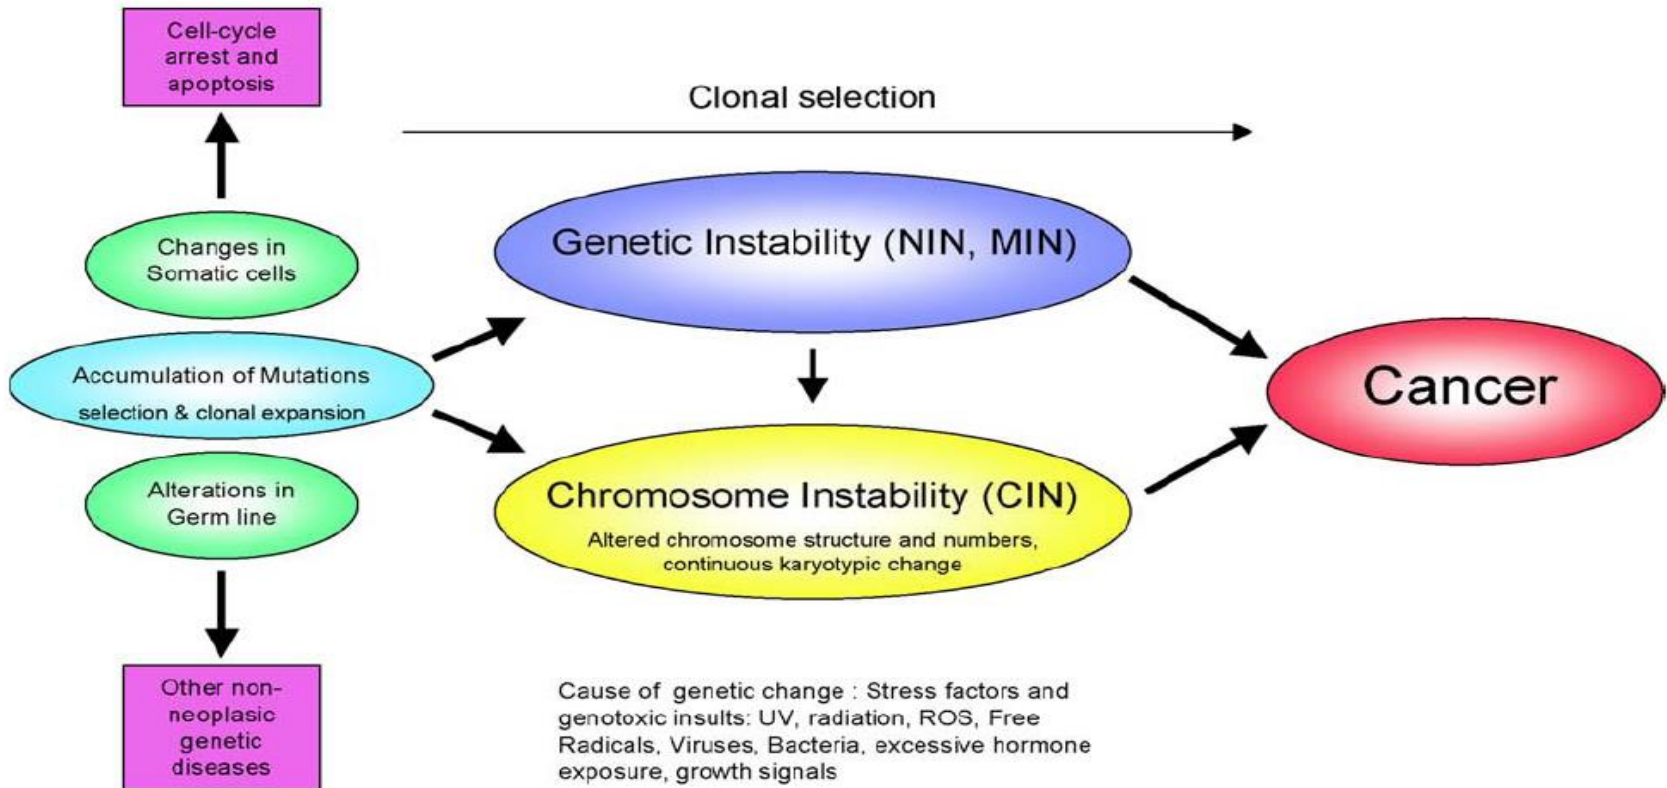 Cell-cycle
arrest and
apoptosis
Clonal selection
Changes in
Somatic cells
Genetic Instability (NIN, MIN)
Accumulation of Mutations
selection & clonal expansion
Cancer
Alterations in
Germ line
Chromosome Instability (CIN)
Altered chromosome structure and numbers,
continuous karyotypic change
Other non-
neoplasic
genetic
diseases
Cause of genetic change : Stress factors and
genotoxic insults: UV, radiation, ROS, Free
Radicals, Viruses, Bacteria, excessive hormone
exposure, growth signals